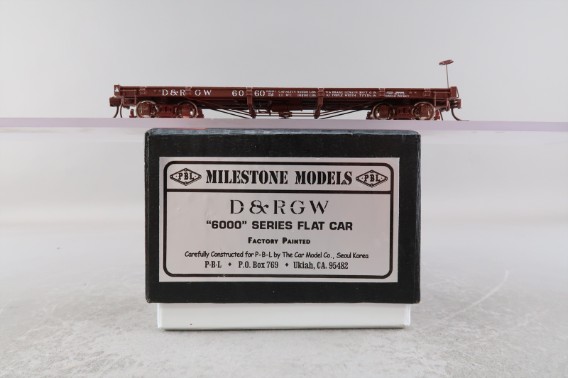 D&RGW 6060
PBL MILESTONE MODELS PBL
D&RGW
"6000" SERIES FLAT CAR
FACTORY PAINTED
Carefully Constructed for P-B-L by The Car Model Co., Seoul Korea
P-B-L • P.O. Box 769 • Ukiah, CA. 95482